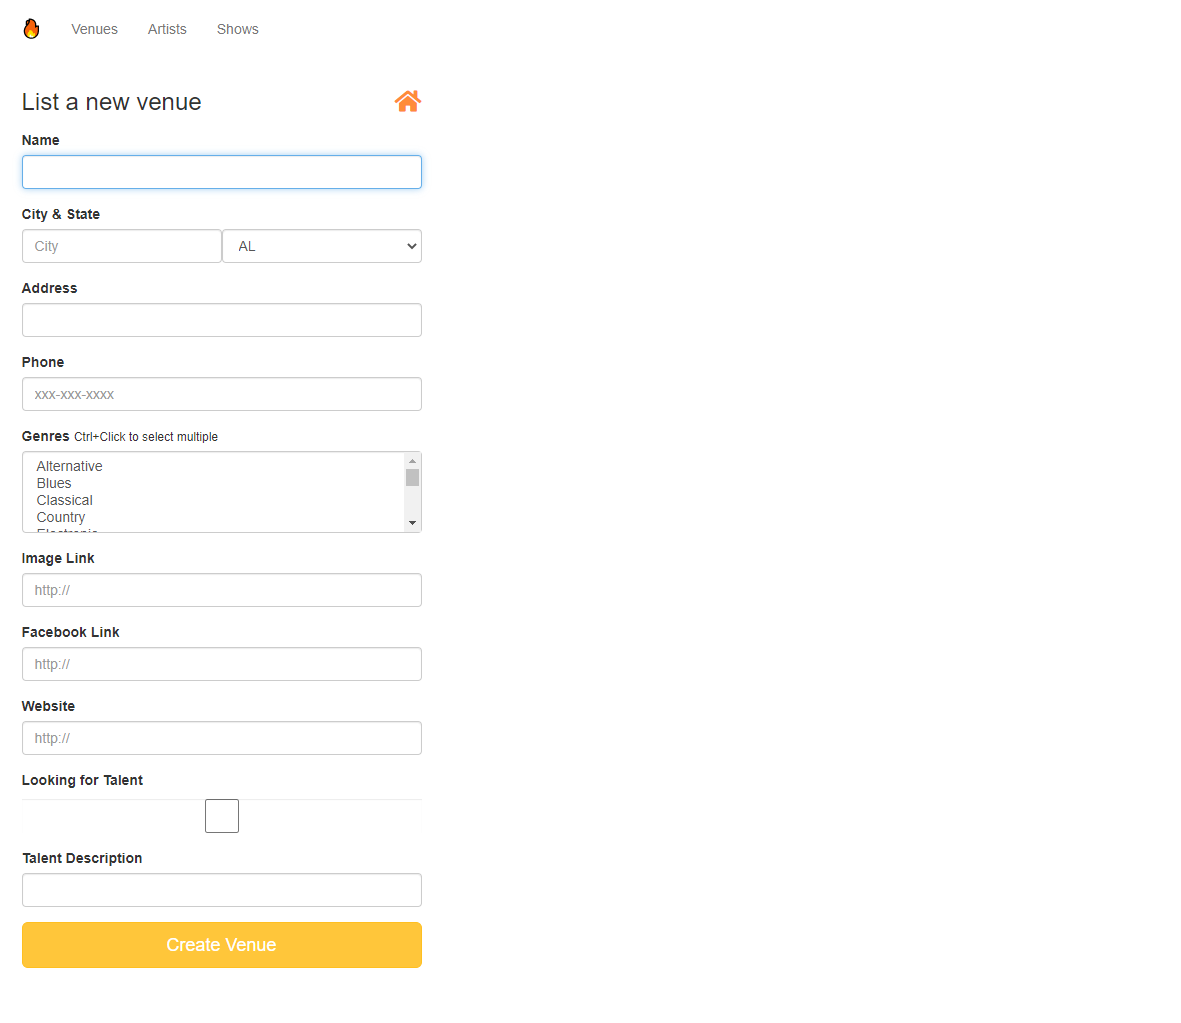 Venues Artists Shows
List a new venue
Name
City & State
City AL
Address
Phone
xxx-xxx-xxxx
Genres Ctrl+Click to select multiple
Alternative
Blues
Classical
Country
Electronic
Image Link
http://
Facebook Link
http://
Website
http://
Looking for Talent
Talent Description
Create Venue